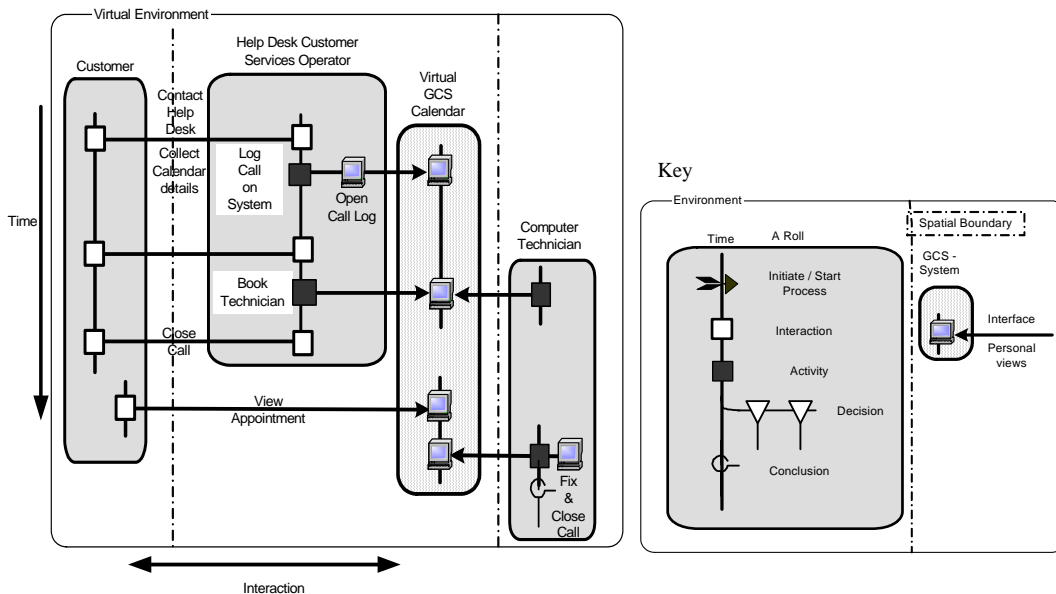 Virtual Environment
Help Desk Customer
Services Operator
Customer
Virtual
GCS
Calendar
Contact
Help
Desk
Collect
Calendar
details
Log
Call
on
System
Open
Call Log
Time
Computer
Technician
Book
Technician
Close
Call
View
Appointment
Fix
&
Close
Call
Interaction
Key
Environment
Spatial Boundary
Time
A Roll
GCS -
System
Initiate / Start
Process
Interaction
Interface
Personal
views
Activity
Decision
Conclusion